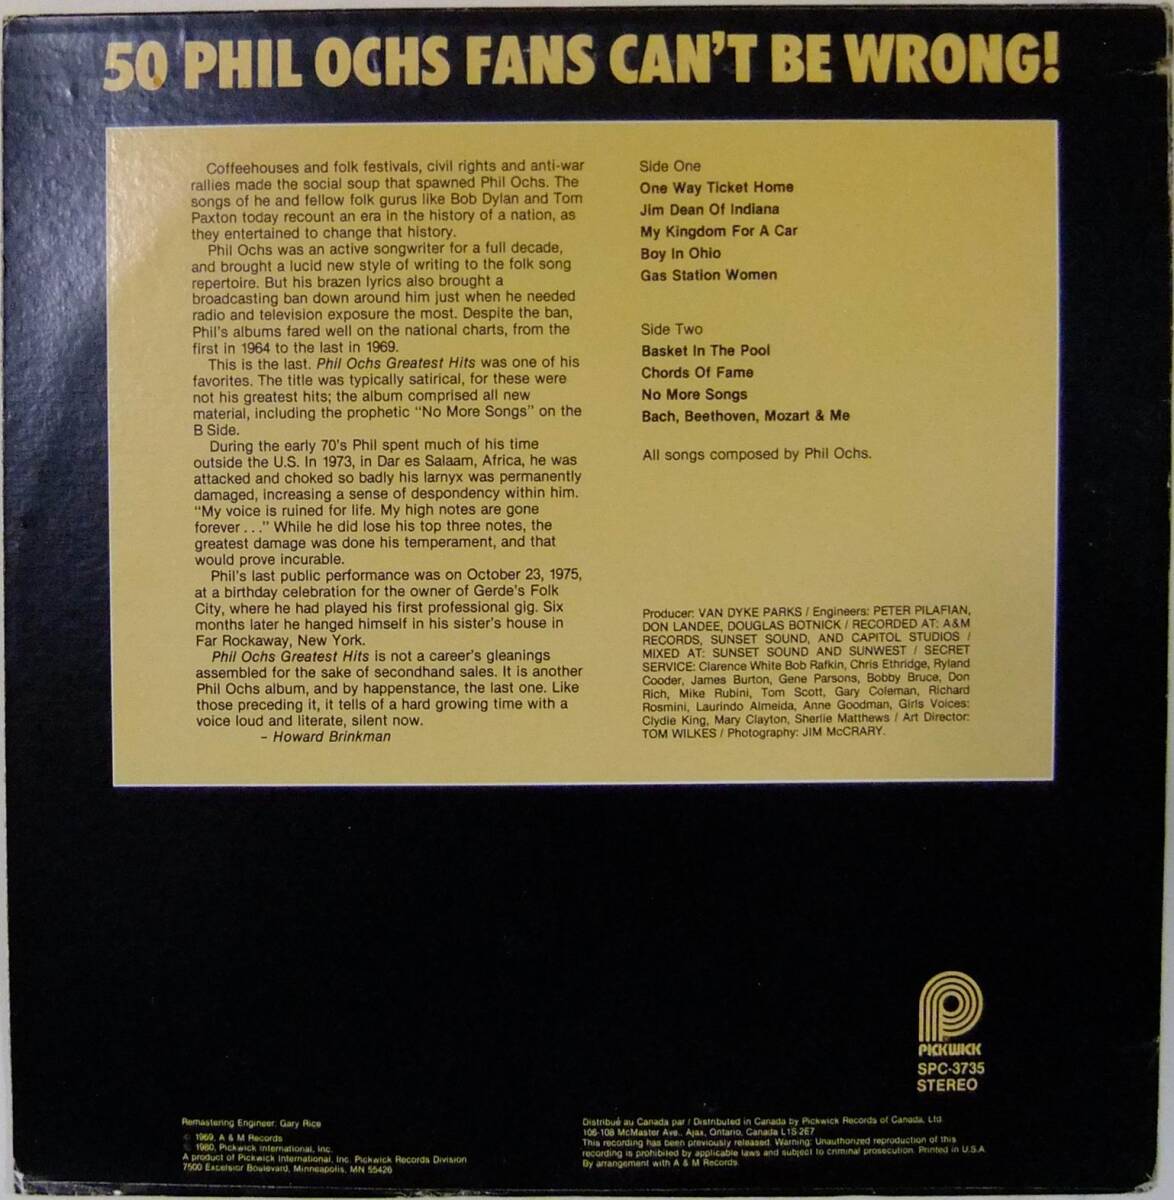 50 PHIL OCHS FANS CAN'T BE WRONG!
Coffeehouses and folk festivals, civil rights and anti-war
rallies made the social soup that spawned Phil Ochs. The
songs of he and fellow folk gurus like Bob Dylan and Tom
Paxton today recount an era in the history of a nation, as
they entertained to change that history.
Phil Ochs was an active songwriter for a full decade,
and brought a lucid new style of writing to the folk song
repertoire. But his brazen lyrics also brought a
broadcasting ban down around him just when he needed
radio and television exposure the most. Despite the ban,
Phil's albums fared well on the national charts, from the
first in 1964 to the last in 1969.
This is the last. Phil Ochs Greatest Hits was one of his
favorites. The title was typically satirical, for these were
not his greatest hits; the album comprised all new
material, including the prophetic "No More Songs" on the
B Side.
During the early 70's Phil spent much of his time
outside the U.S. In 1973, in Dar es Salaam, Africa, he was
attacked and choked so badly his larnyx was permanently
damaged, increasing a sense of despondency within him.
"My voice is ruined for life. My high notes are gone
forever..." While he did lose his top three notes, the
greatest damage was done his temperament, and that
would prove incurable.
Phil's last public performance was on October 23, 1975,
at a birthday celebration for the owner of Gerde's Folk
City, where he had played his first professional gig. Six
months later he hanged himself in his sister's house in
Far Rockaway, New York.
Phil Ochs Greatest Hits is not a career's gleanings
assembled for the sake of secondhand sales. It is another
Phil Ochs album, and by happenstance, the last one. Like
those preceding it, it tells of a hard growing time with a
voice loud and literate, silent now.
– Howard Brinkman
Side One
One Way Ticket Home
Jim Dean Of Indiana
My Kingdom For A Car
Boy In Ohio
Gas Station Women
Side Two
Basket In The Pool
Chords Of Fame
No More Songs
Bach, Beethoven, Mozart & Me
All songs composed by Phil Ochs.
Producer: VAN DYKE PARKS / Engineers: PETER PILAFIAN,
DON LANDEE, DOUGLAS BOTNICK / RECORDED AT: A&M
RECORDS, SUNSET SOUND, AND CAPITOL STUDIOS /
MIXED AT: SUNSET SOUND AND SUNWEST / SECRET
SERVICE: Clarence White Bob Rafkin, Chris Ethridge, Ryland
Cooder, James Burton, Gene Parsons, Bobby Bruce, Don
Rich, Mike Rubini, Tom Scott, Gary Coleman, Richard
Rosmini, Laurindo Almeida, Anne Goodman, Girls Voices:
Clydie King, Mary Clayton, Sherlie Matthews / Art Director:
TOM WILKES / Photography: JIM McCRARY.
PICKWICK
SPC-3735
STEREO
Remastering Engineer: Gary Rice
© 1969, A & M Records
1980, Pickwick International, Inc.
A product of Pickwick International, Inc. Pickwick Records Division
7500 Excelsior Boulevard, Minneapolis, MN 55426
Distribué au Canada par / Distributed in Canada by Pickwick Records of Canada, Ltd.
106-108 McMaster Ave., Ajax, Ontario, Canada L1S 2E7
This recording has been previously released. Warning: Unauthorized reproduction of this
recording is prohibited by applicable laws and subject to criminal prosecution. Printed in U.S.A.
By arrangement with A & M Records.